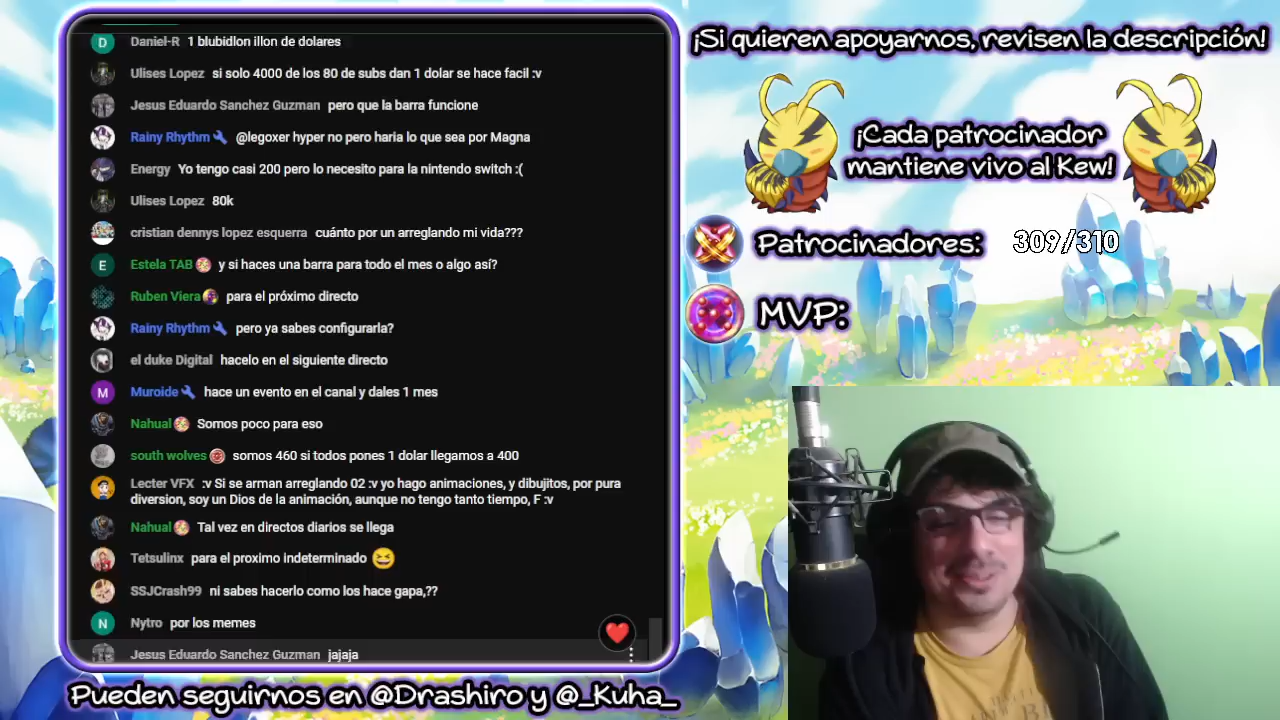 D Daniel-R 1 blubidlon illon de dolares
Ulises Lopez si solo 4000 de los 80 de subs dan 1 dolar se hace facil :v
Jesus Eduardo Sanchez Guzman pero que la barra funcione
Rainy Rhythm @legoxer hyper no pero haria lo que sea por Magna
Energy Yo tengo casi 200 pero lo necesito para la nintendo switch :(
Ulises Lopez 80k
cristian dennys lopez esquerra cuánto por un arreglando mi vida???
E Estela TAB y si haces una barra para todo el mes o algo así?
Ruben Viera para el próximo directo
Rainy Rhythm pero ya sabes configurarla?
el duke Digital hacelo en el siguiente directo
M Muroide hace un evento en el canal y dales 1 mes
Nahual Somos poco para eso
south wolves somos 460 si todos pones 1 dolar llegamos a 400
Lecter VFX :v Si se arman arreglando 02 :v yo hago animaciones, y dibujitos, por pura
diversion, soy un Dios de la animación, aunque no tengo tanto tiempo, F :v
Nahual Tal vez en directos diarios se llega
Tetsulinx para el proximo indeterminado 😆
SSJCrash99 ni sabes hacerlo como los hace gapa,??
N Nytro por los memes
Jesus Eduardo Sanchez Guzman jajaja
Pueden seguirnos en @Drashiro y @_Kuha_
¡Si quieren apoyarnos, revisen la descripción!
¡Cada patrocinador
mantiene vivo al Kew!
Patrocinadores: 309/310
MVP: